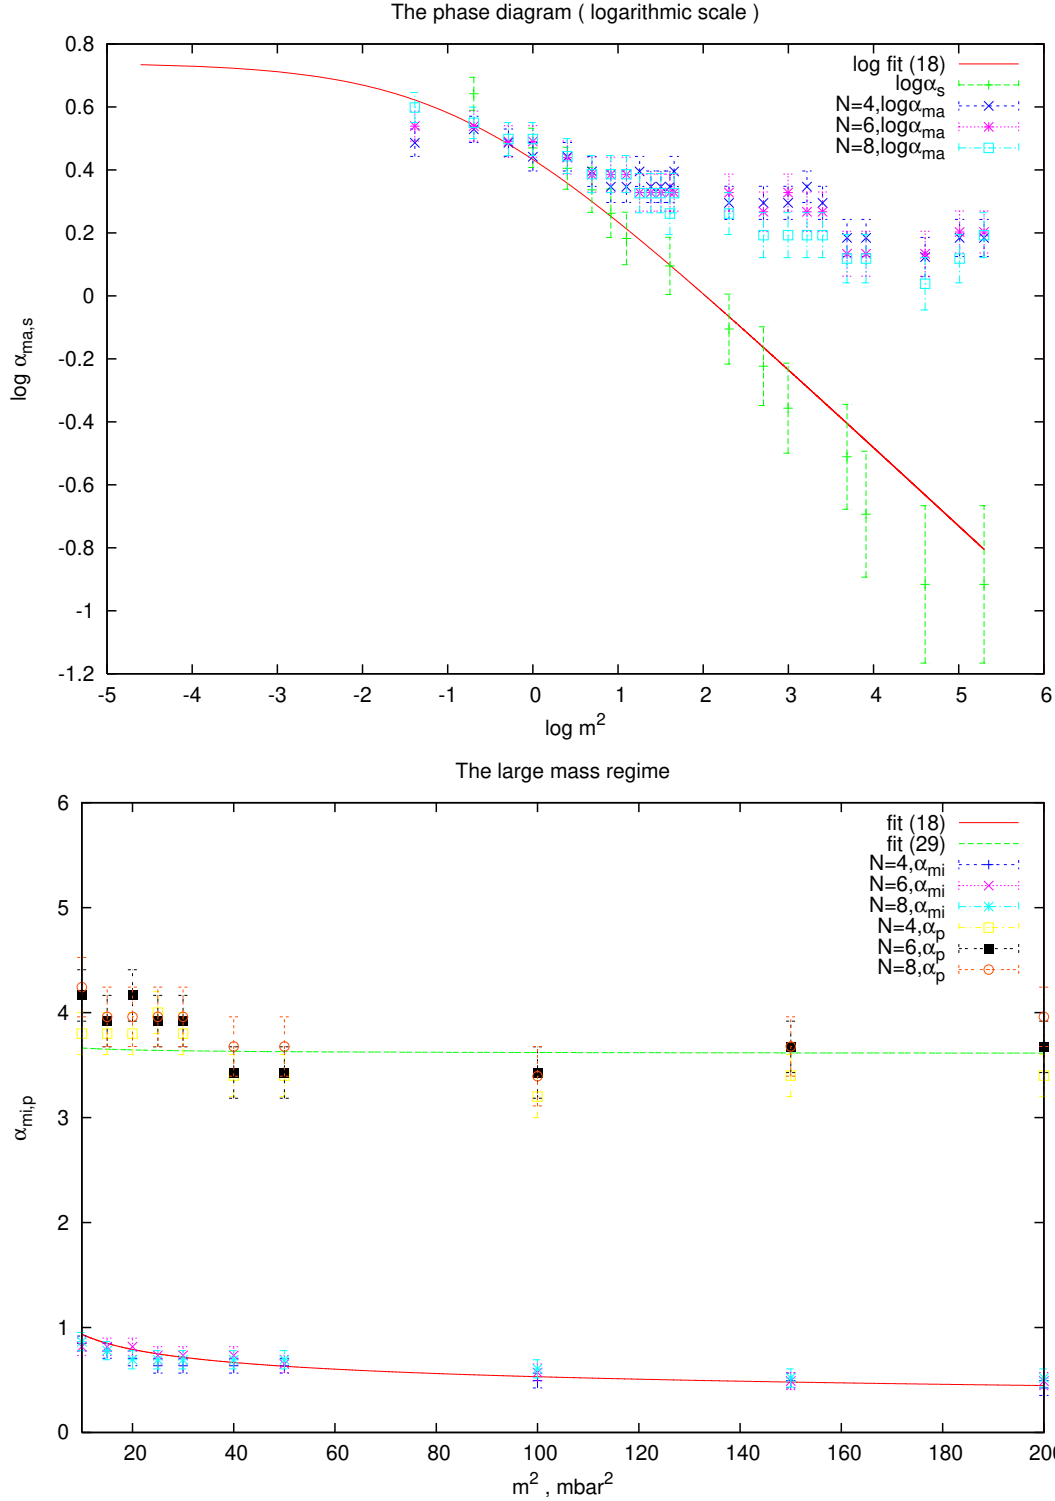 The phase diagram ( logarithmic scale )
log fit (18)
logα_s
N=4,logα_ma
N=6,logα_ma
N=8,logα_ma
0.8
0.6
0.4
0.2
0
-0.2
-0.4
-0.6
-0.8
-1
-1.2
log α_ma,s
-5 -4 -3 -2 -1 0 1 2 3 4 5 6
log m^2
The large mass regime
fit (18)
fit (29)
N=4,α_mi
N=6,α_mi
N=8,α_mi
N=4,α_p
N=6,α_p
N=8,α_p
6
5
4
3
2
1
0
α_mi,p
20 40 60 80 100 120 140 160 180 200
m^2 , mbar^2